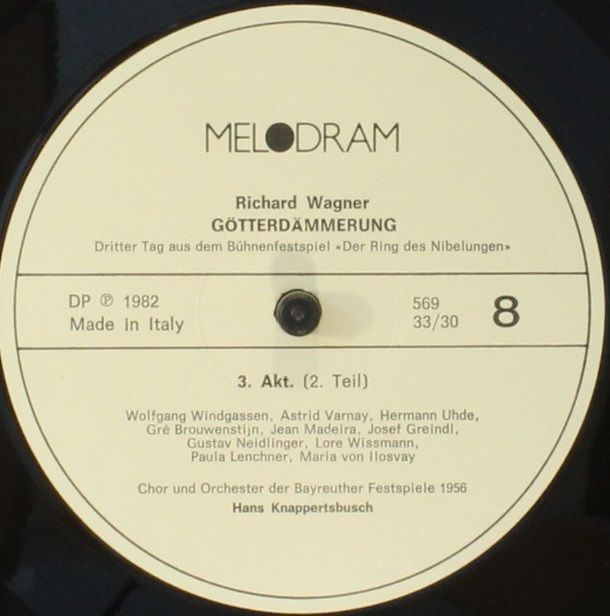 MELODRAM
Richard Wagner
GÖTTERDÄMMERUNG
Dritter Tag aus dem Bühnenfestspiel «Der Ring des Nibelungen»
DP ℗ 1982
Made in Italy
569
33/30
8
3. Akt. (2. Teil)
Wolfgang Windgassen, Astrid Varnay, Hermann Uhde,
Gré Brouwenstijn, Jean Madeira, Josef Greindl,
Gustav Neidlinger, Lore Wissmann,
Paula Lenchner, Maria von Ilosvay
Chor und Orchester der Bayreuther Festspiele 1956
Hans Knappertsbusch